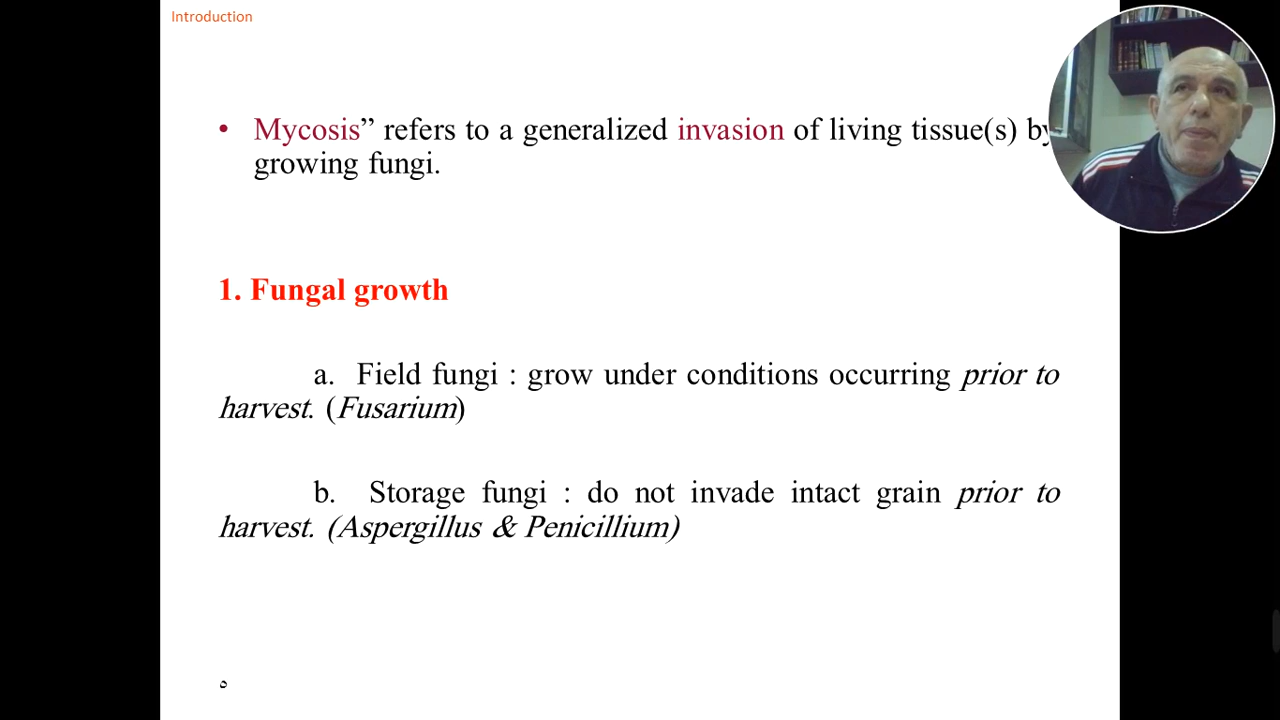 Introduction
• Mycosis” refers to a generalized invasion of living tissue(s) by
growing fungi.
1. Fungal growth
a. Field fungi : grow under conditions occurring prior to
harvest. (Fusarium)
b. Storage fungi : do not invade intact grain prior to
harvest. (Aspergillus & Penicillium)
٥